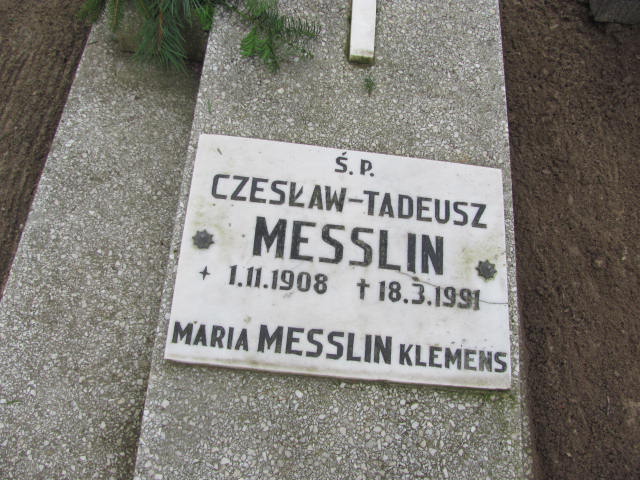 Ś. P.
CZESŁAW-TADEUSZ
MESSLIN
1.11.1908 † 18.3.1991
MARIA MESSLIN KLEMENS